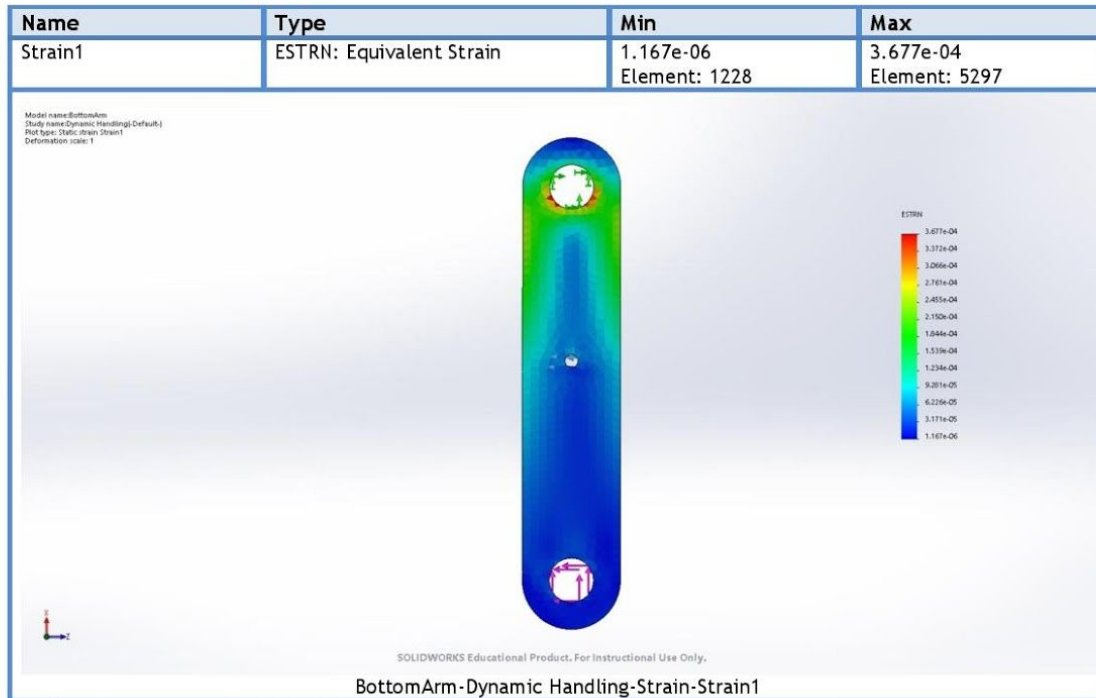 Name Type Min Max
Strain1 ESTRN: Equivalent Strain 1.167e-06 3.677e-04
Element: 1228 Element: 5297
Model name:BottomArm
Study name:Dynamic Handling(-Default-)
Plot type: Static strain Strain1
Deformation scale: 1
ESTRN
3.677e-04
3.372e-04
3.066e-04
2.761e-04
2.455e-04
2.150e-04
1.844e-04
1.539e-04
1.234e-04
9.281e-05
6.226e-05
3.171e-05
1.167e-06
X
Z
SOLIDWORKS Educational Product. For Instructional Use Only.
BottomArm-Dynamic Handling-Strain-Strain1